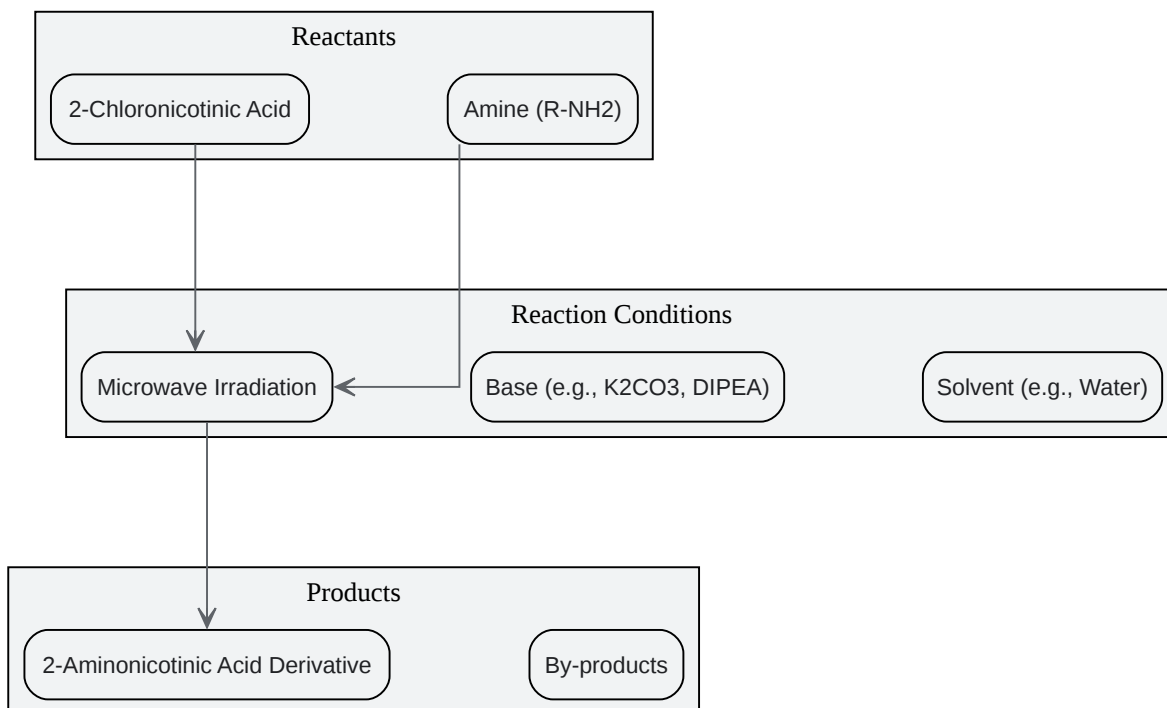 Reactants
2-Chloronicotinic Acid
Amine (R-NH2)
Reaction Conditions
Microwave Irradiation
Base (e.g., K2CO3, DIPEA)
Solvent (e.g., Water)
Products
2-Aminonicotinic Acid Derivative
By-products